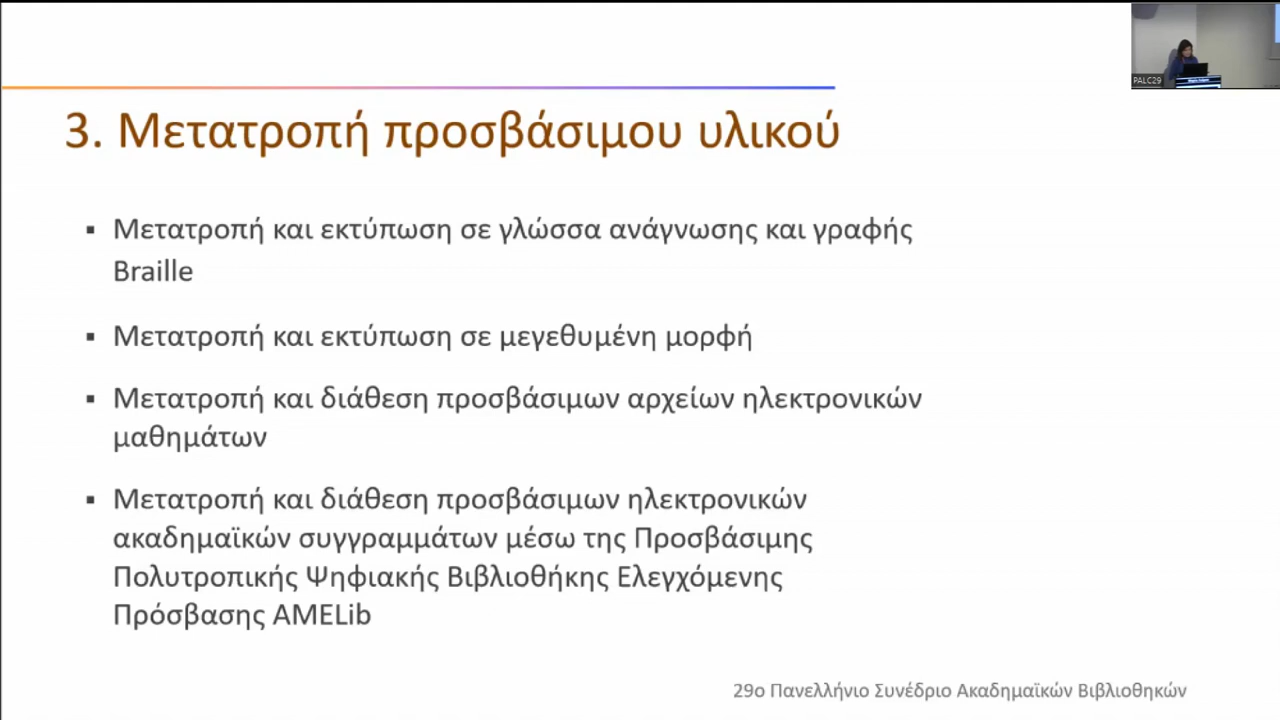 PALC29
3. Μετατροπή προσβάσιμου υλικού
▪ Μετατροπή και εκτύπωση σε γλώσσα ανάγνωσης και γραφής
Braille
▪ Μετατροπή και εκτύπωση σε μεγεθυμένη μορφή
▪ Μετατροπή και διάθεση προσβάσιμων αρχείων ηλεκτρονικών
μαθημάτων
▪ Μετατροπή και διάθεση προσβάσιμων ηλεκτρονικών
ακαδημαϊκών συγγραμμάτων μέσω της Προσβάσιμης
Πολυτροπικής Ψηφιακής Βιβλιοθήκης Ελεγχόμενης
Πρόσβασης AMELib
29ο Πανελλήνιο Συνέδριο Ακαδημαϊκών Βιβλιοθηκών